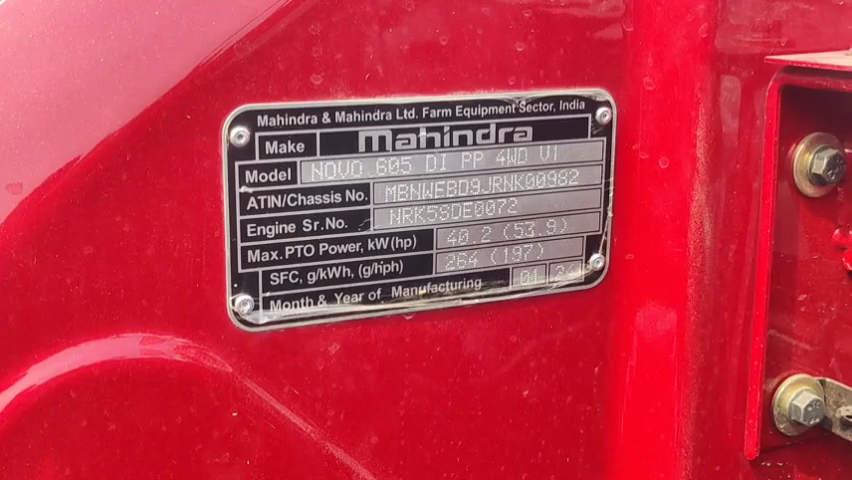 Mahindra & Mahindra Ltd. Farm Equipment Sector, India
Make Mahindra
Model NOVO 605 DI PP 4WD V1
ATIN/Chassis No. MBNWFBD9JRNK00982
Engine Sr.No. NRK5SDE0072
Max.PTO Power, kW(hp) 40.2 (53.9)
SFC, g/kWh, (g/hph) 264 (197)
Month & Year of Manufacturing 01 24